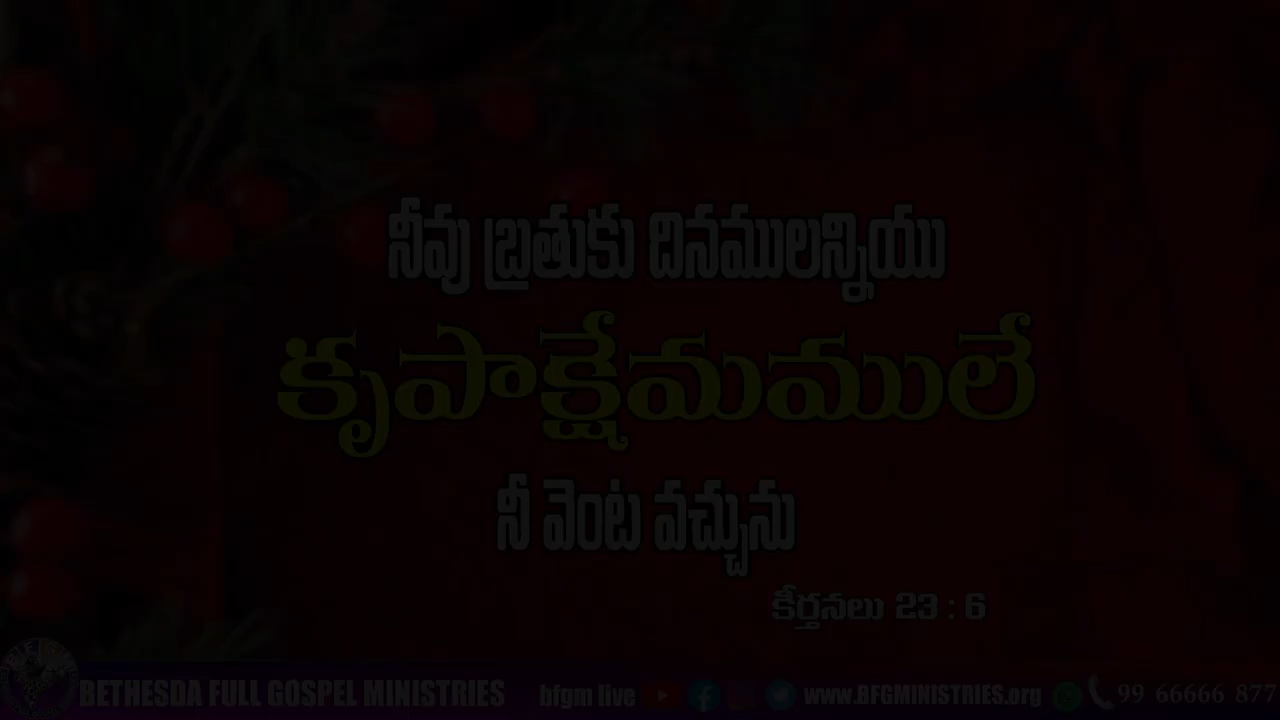 నీవు బ్రతుకు దినములన్నియు
కృపాక్షేమములే
నీ వెంట వచ్చును
కీర్తనలు 23 : 6
BETHESDA FULL GOSPEL MINISTRIES bfgm live www.BFGMINISTRIES.org 99 66666 877